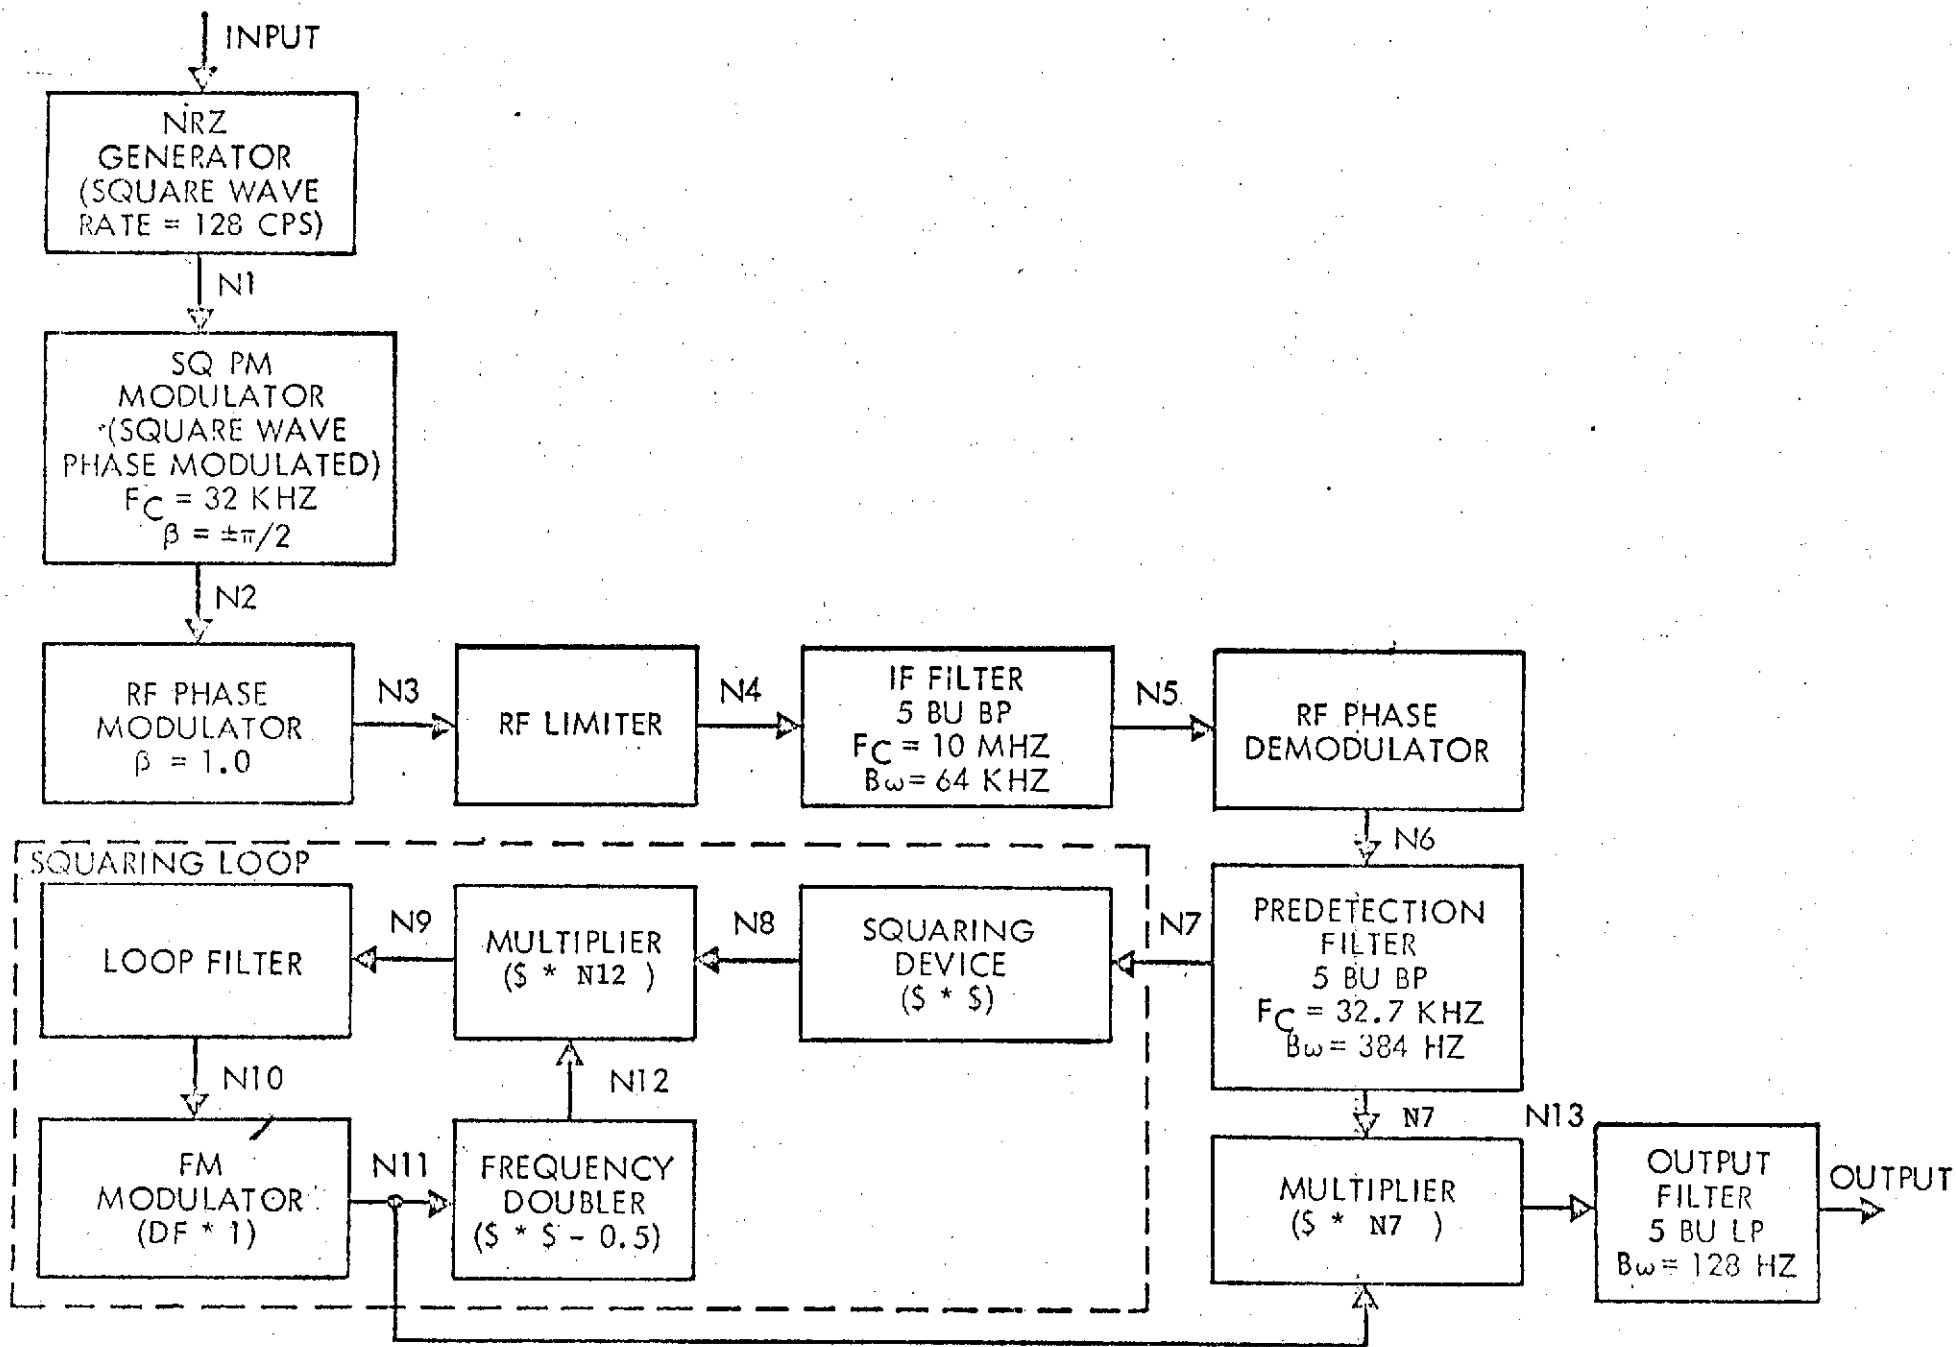 INPUT
NRZ
GENERATOR
(SQUARE WAVE
RATE = 128 CPS)
N1
SQ PM
MODULATOR
(SQUARE WAVE
PHASE MODULATED)
FC = 32 KHZ
β = ±π/2
N2
RF PHASE
MODULATOR
β = 1.0
N3
RF LIMITER
N4
IF FILTER
5 BU BP
FC = 10 MHZ
Bω = 64 KHZ
N5
RF PHASE
DEMODULATOR
N6
SQUARING LOOP
LOOP FILTER
N9
MULTIPLIER
($ * N12 )
N8
SQUARING
DEVICE
($ * $)
N7
PREDETECTION
FILTER
5 BU BP
FC = 32.7 KHZ
Bω = 384 HZ
N10
N12
N7
N13
FM
MODULATOR
(DF * 1)
N11
FREQUENCY
DOUBLER
($ * $ - 0.5)
MULTIPLIER
($ * N7 )
OUTPUT
FILTER
5 BU LP
Bω = 128 HZ
OUTPUT